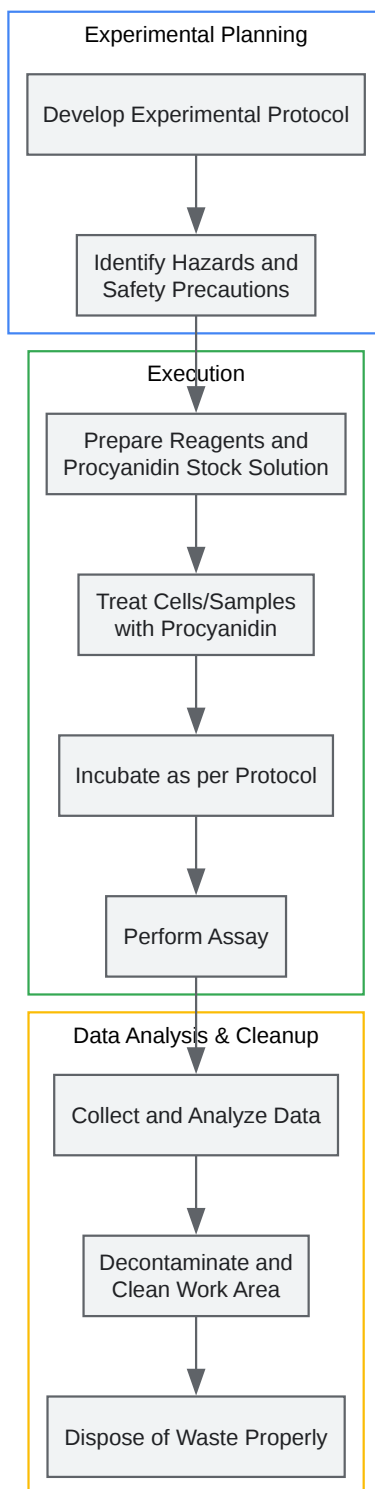 Experimental Planning
Develop Experimental Protocol
Identify Hazards and
Safety Precautions
Execution
Prepare Reagents and
Procyanidin Stock Solution
Treat Cells/Samples
with Procyanidin
Incubate as per Protocol
Perform Assay
Data Analysis & Cleanup
Collect and Analyze Data
Decontaminate and
Clean Work Area
Dispose of Waste Properly